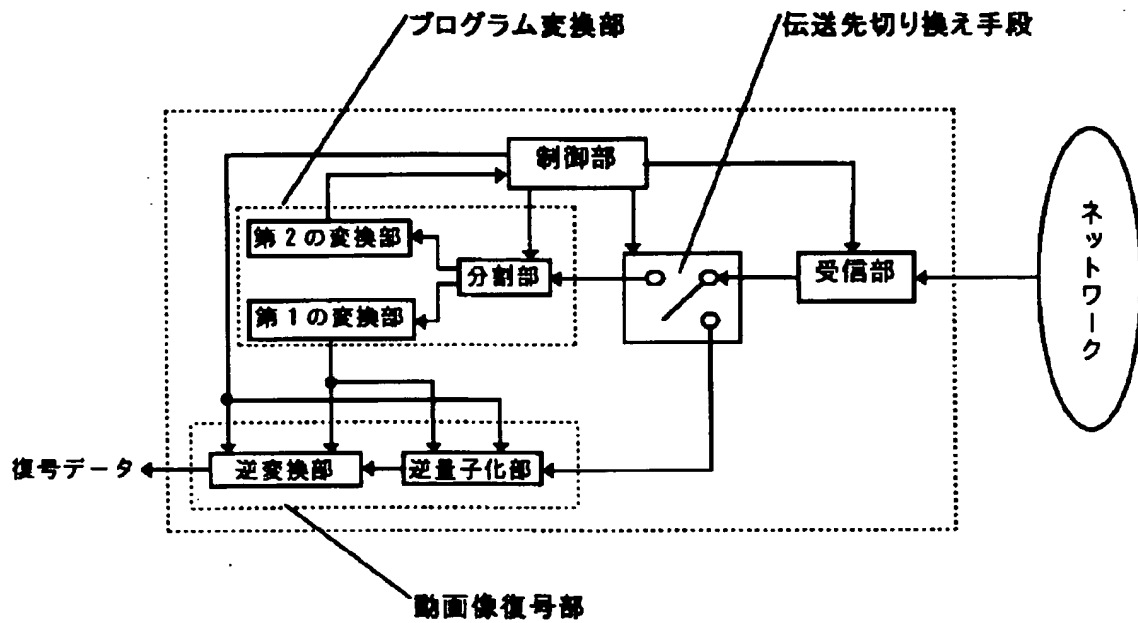 プログラム変換部
伝送先切り換え手段
制御部
第2の変換部
分割部
受信部
ネットワーク
第1の変換部
復号データ
逆変換部
逆量子化部
動画像復号部